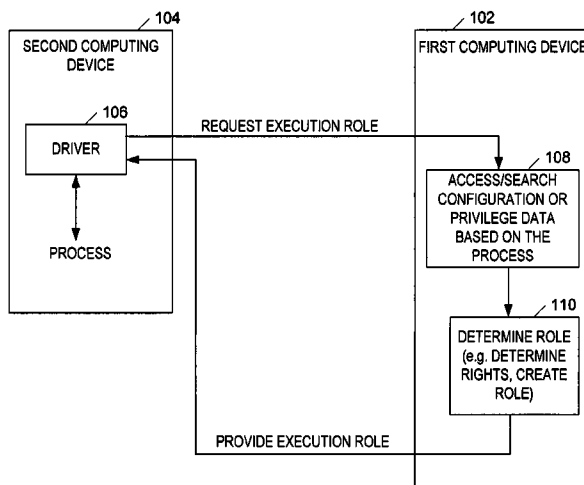 104
SECOND COMPUTING
DEVICE
106
DRIVER
PROCESS
REQUEST EXECUTION ROLE
102
FIRST COMPUTING DEVICE
108
ACCESS/SEARCH
CONFIGURATION OR
PRIVILEGE DATA
BASED ON THE
PROCESS
110
DETERMINE ROLE
(e.g. DETERMINE
RIGHTS, CREATE
ROLE)
PROVIDE EXECUTION ROLE